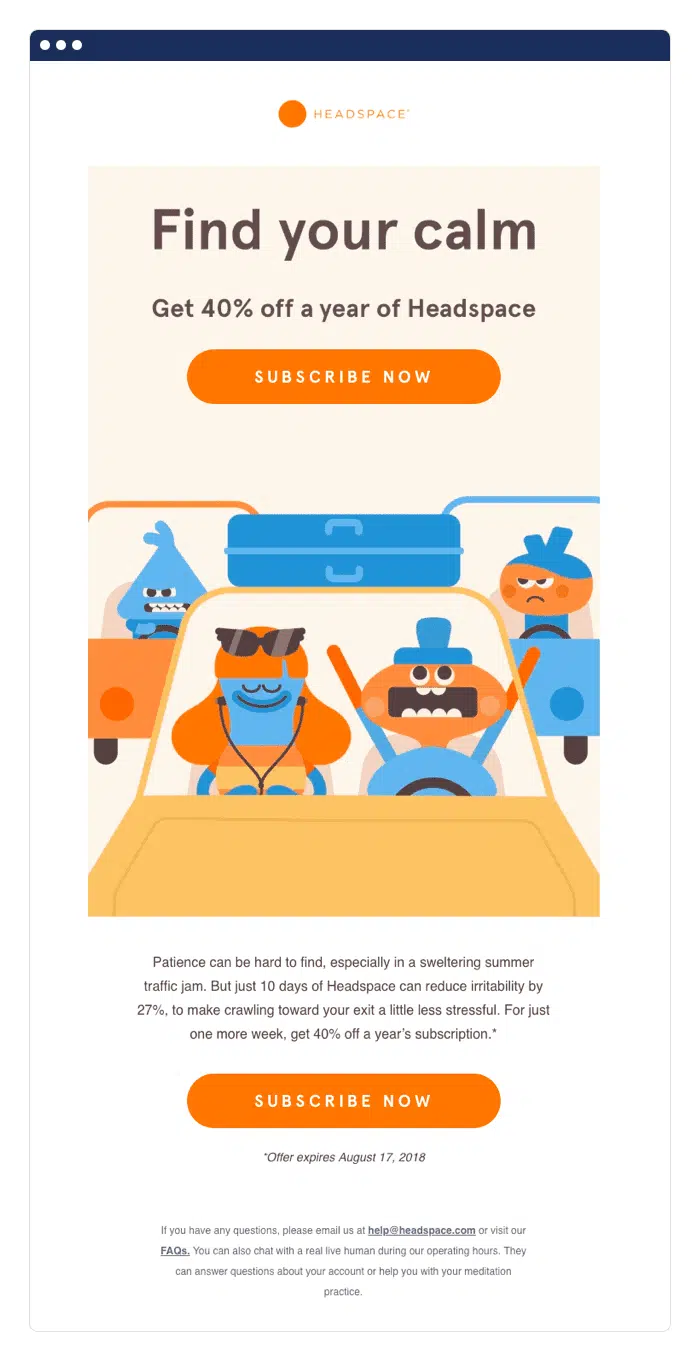 HEADSPACE
Find your calm
Get 40% off a year of Headspace
SUBSCRIBE NOW
Patience can be hard to find, especially in a sweltering summer
traffic jam. But just 10 days of Headspace can reduce irritability by
27%, to make crawling toward your exit a little less stressful. For just
one more week, get 40% off a year’s subscription.*
SUBSCRIBE NOW
*Offer expires August 17, 2018
If you have any questions, please email us at help@headspace.com or visit our
FAQs. You can also chat with a real live human during our operating hours. They
can answer questions about your account or help you with your meditation
practice.